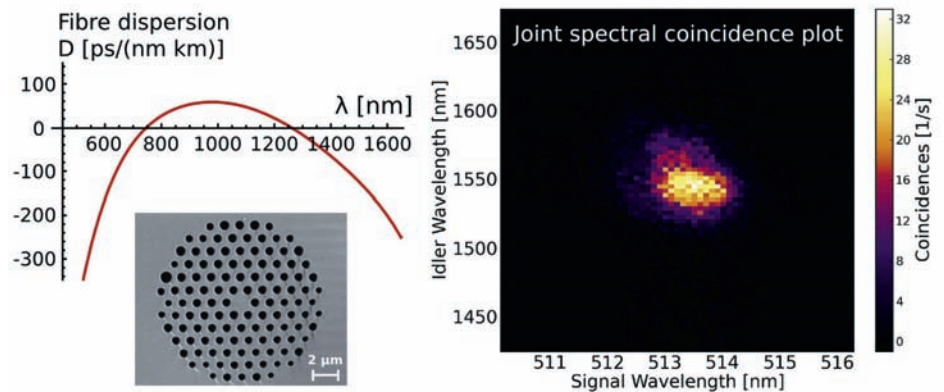 Fibre dispersion
D [ps/(nm km)]
100
0
-100
-200
-300
600 800 1000 1200 1400 1600
λ [nm]
2 μm
Joint spectral coincidence plot
Idler Wavelength [nm]
1650
1600
1550
1500
1450
511 512 513 514 515 516
Signal Wavelength [nm]
32
28
24
20
16
12
8
4
0
Coincidences [1/s]